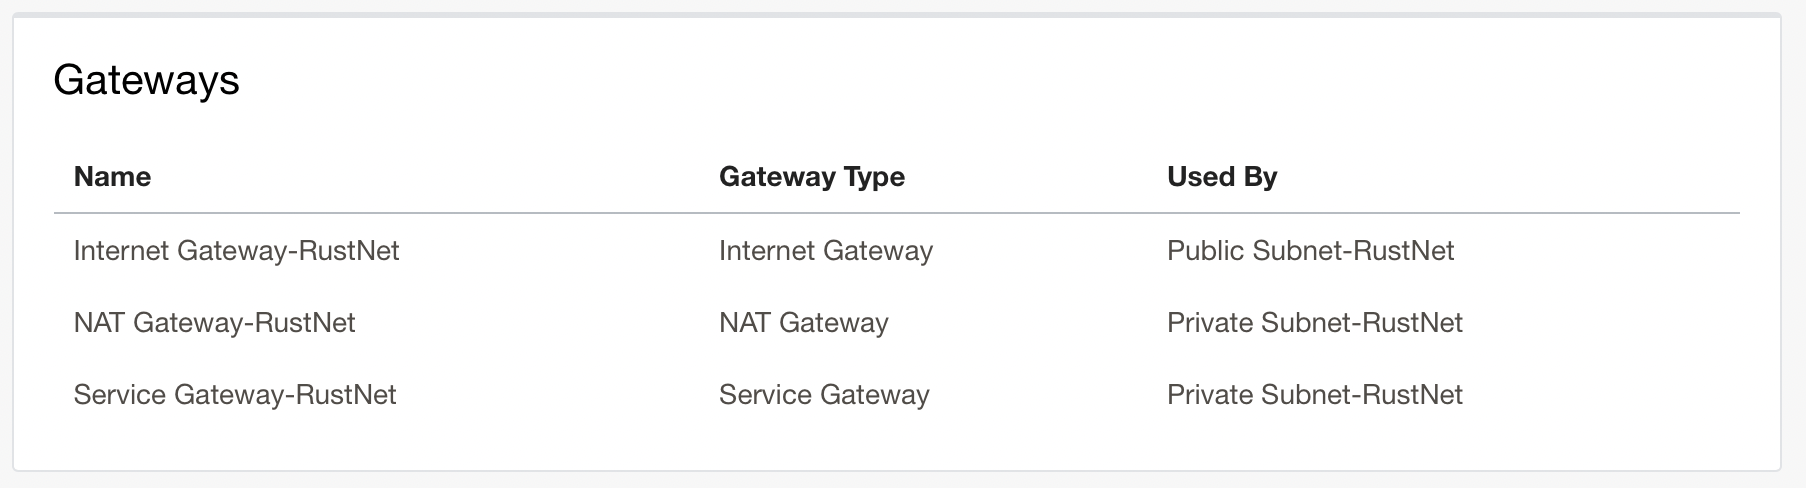 Gateways
Name Gateway Type Used By
Internet Gateway-RustNet Internet Gateway Public Subnet-RustNet
NAT Gateway-RustNet NAT Gateway Private Subnet-RustNet
Service Gateway-RustNet Service Gateway Private Subnet-RustNet